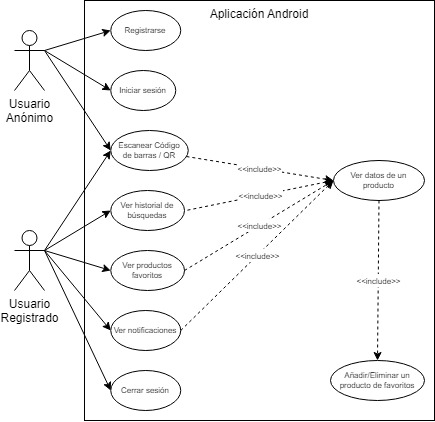 Aplicación Android
Registrarse
Usuario
Anónimo
Iniciar sesión
Escanear Código
de barras / QR
<<include>>
Ver datos de un
producto
Ver historial de
búsquedas
<<include>>
<<include>>
Ver productos
favoritos
<<include>>
<<include>>
Usuario
Registrado
Ver notificaciones
Cerrar sesión
Añadir/Eliminar un
producto de favoritos